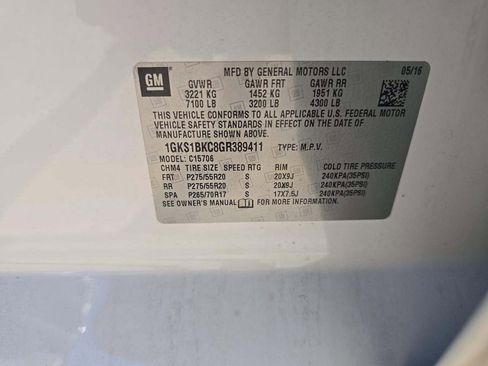 GM
MFD BY GENERAL MOTORS LLC 05/16
GVWR GAWR FRT GAWR RR
3221 KG 1452 KG 1951 KG
7100 LB 3200 LB 4300 LB
THIS VEHICLE CONFORMS TO ALL APPLICABLE U.S. FEDERAL MOTOR
VEHICLE SAFETY STANDARDS IN EFFECT ON THE DATE OF
MANUFACTURE SHOWN ABOVE.
1GKS1BKC8GR389411 TYPE: M.P.V.
MODEL: C15706
CHM4 TIRE SIZE SPEED RTG RIM COLD TIRE PRESSURE
FRT P275/55R20 S 20X9J 240KPA(35PSI)
RR P275/55R20 S 20X9J 240KPA(35PSI)
SPA P265/70R17 S 17X7.5J 240KPA(35PSI)
SEE OWNER'S MANUAL FOR MORE INFORMATION.